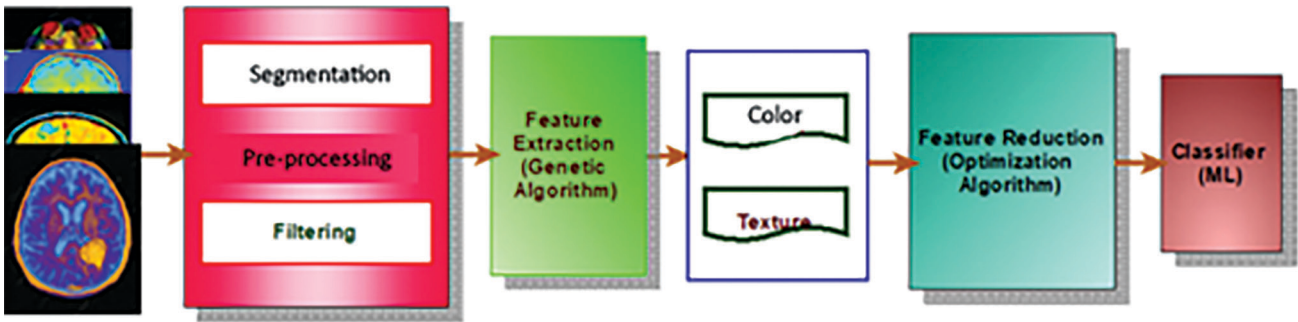 Segmentation
Pre-processing
Filtering
Feature
Extraction
(Genetic
Algorithm)
Color
Texture
Feature Reduction
(Optimization
Algorithm)
Classifier
(ML)